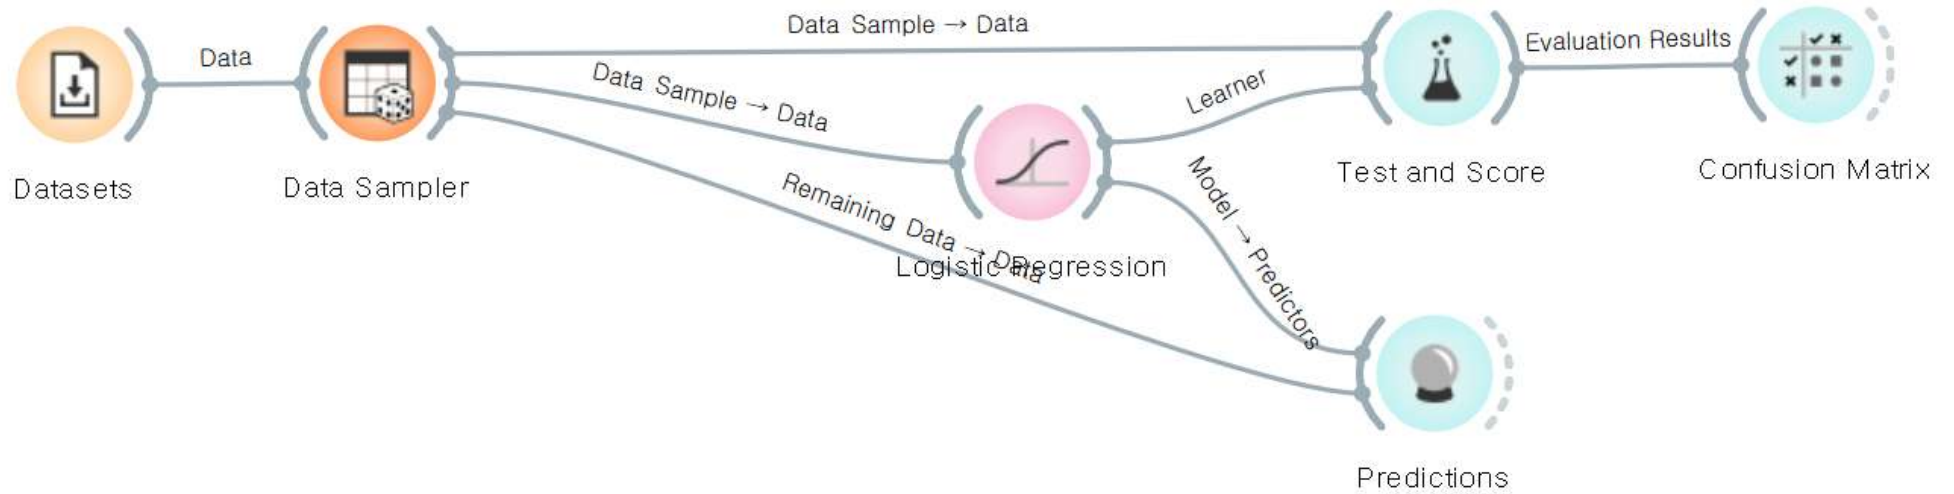 Data Sample → Data
Evaluation Results
Data
Data Sample → Data
Learner
Datasets
Data Sampler
Test and Score
Confusion Matrix
Remaining Data → Data
Model → Predictors
Logistic Regression
Predictions